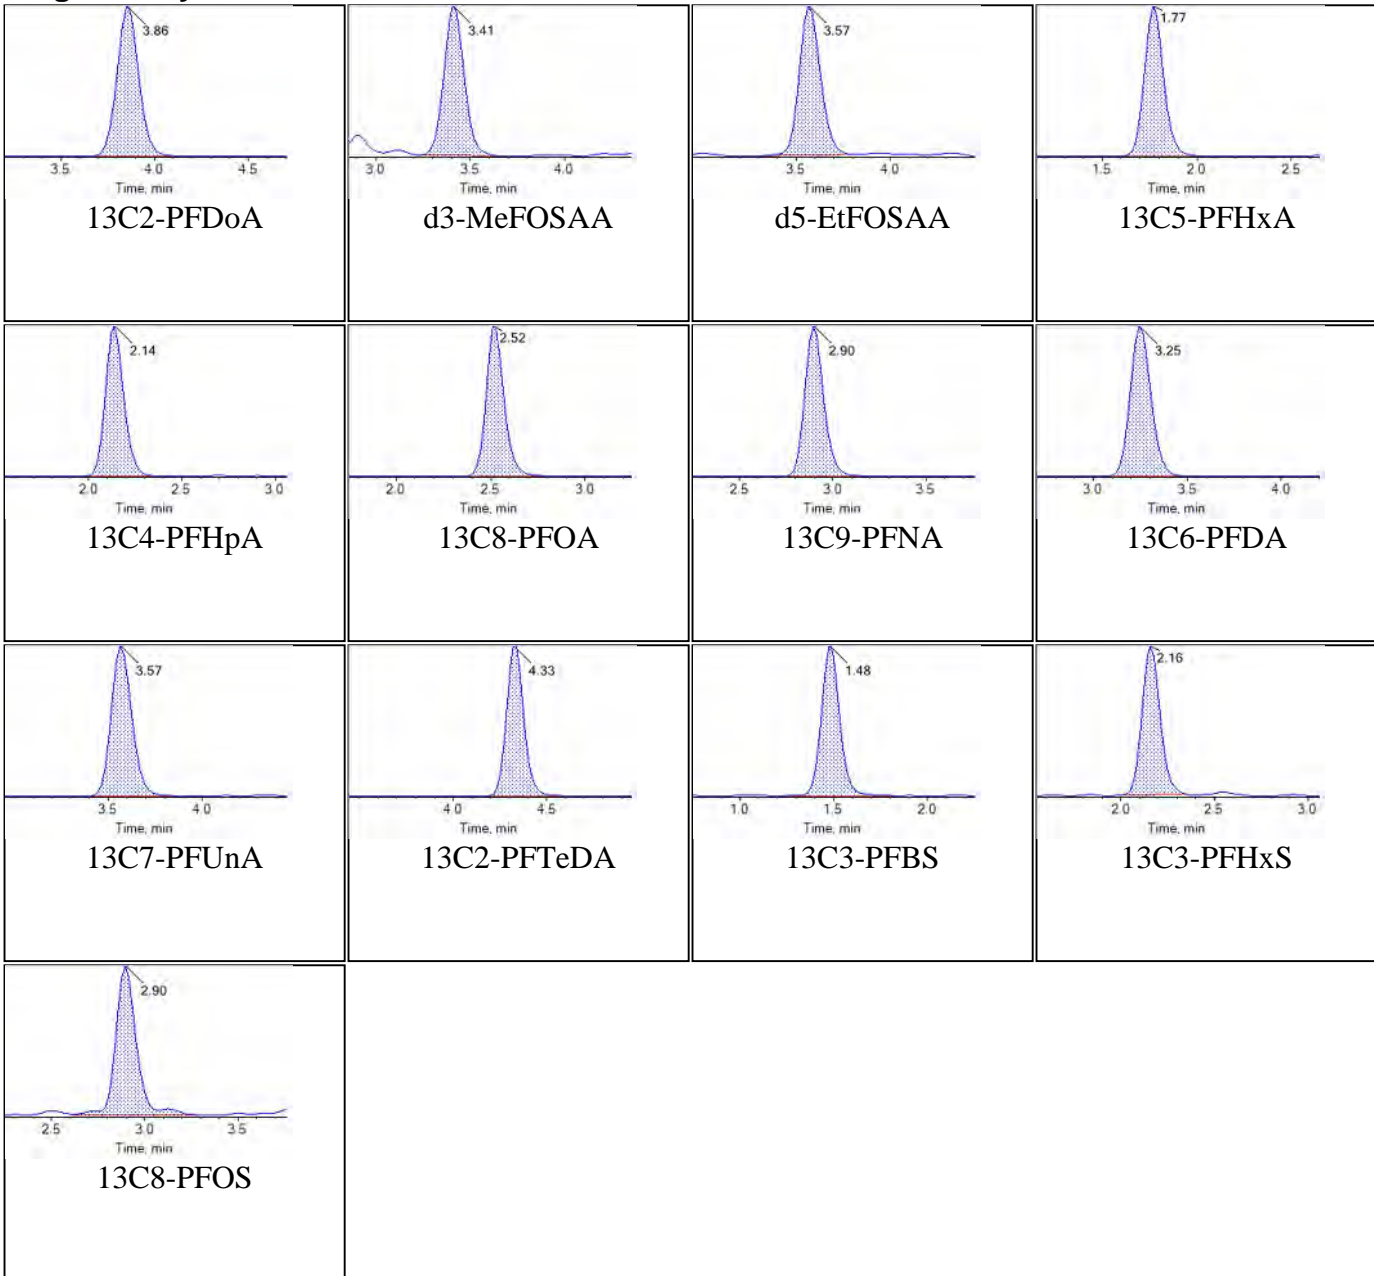 3.86
3.5 4.0 4.5
Time, min
13C2-PFDoA
3.41
3.0 3.5 4.0
Time, min
d3-MeFOSAA
3.57
3.5 4.0
Time, min
d5-EtFOSAA
1.77
1.5 2.0 2.5
Time, min
13C5-PFHxA
2.14
2.0 2.5 3.0
Time, min
13C4-PFHpA
2.52
2.0 2.5 3.0
Time, min
13C8-PFOA
2.90
2.5 3.0 3.5
Time, min
13C9-PFNA
3.25
3.0 3.5 4.0
Time, min
13C6-PFDA
3.57
3.5 4.0
Time, min
13C7-PFUnA
4.33
4.0 4.5
Time, min
13C2-PFTeDA
1.48
1.0 1.5 2.0
Time, min
13C3-PFBS
2.16
2.0 2.5 3.0
Time, min
13C3-PFHxS
2.90
2.5 3.0 3.5
Time, min
13C8-PFOS